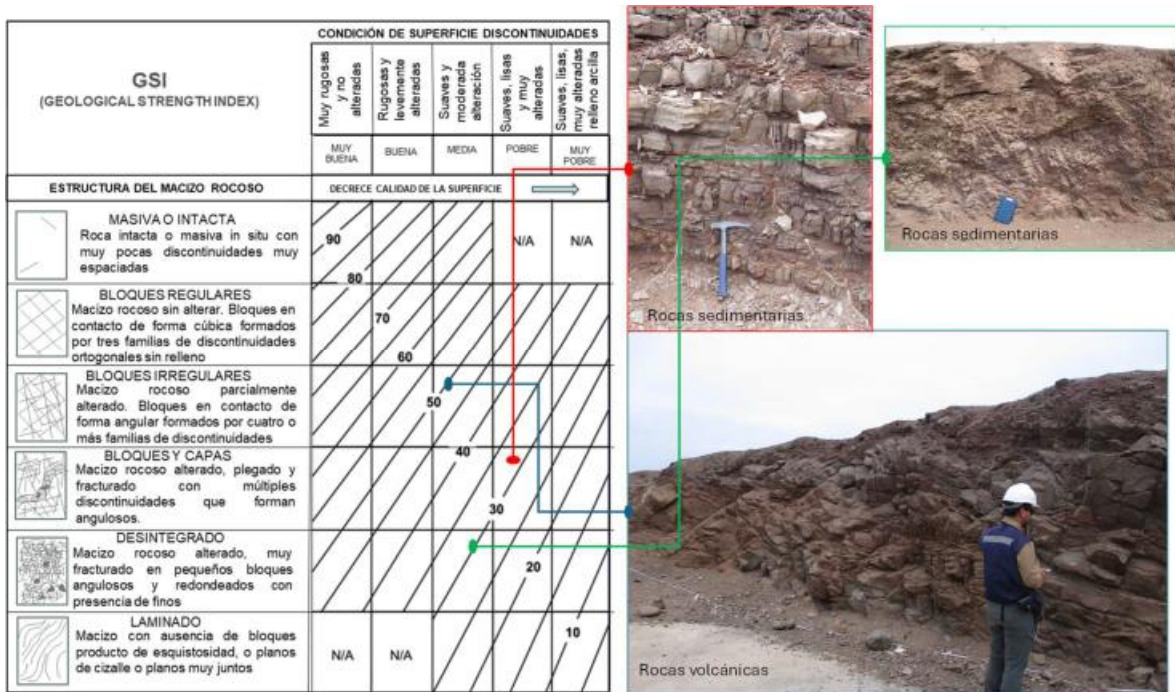 CONDICIÓN DE SUPERFICIE DISCONTINUIDADES
GSI
(GEOLOGICAL STRENGTH INDEX)
Muy rugosas
y no
alteradas
Rugosas y
levemente
alteradas
Suaves y
moderada
alteración
Suaves, lisas
y muy
alteradas
Suaves, lisas,
muy alteradas
relleno arcilla
MUY
BUENA
BUENA
MEDIA
POBRE
MUY
POBRE
ESTRUCTURA DEL MACIZO ROCOSO
DECRECE CALIDAD DE LA SUPERFICIE
MASIVA O INTACTA
Roca intacta o masiva in situ con
muy pocas discontinuidades muy
espaciadas
90
80
N/A
N/A
BLOQUES REGULARES
Macizo rocoso sin alterar. Bloques en
contacto de forma cúbica formados
por tres familias de discontinuidades
ortogonales sin relleno
70
60
BLOQUES IRREGULARES
Macizo rocoso parcialmente
alterado. Bloques en contacto de
forma angular formados por cuatro o
más familias de discontinuidades
50
40
BLOQUES Y CAPAS
Macizo rocoso alterado, plegado y
fracturado con múltiples
discontinuidades que forman
angulosos.
30
DESINTEGRADO
Macizo rocoso alterado, muy
fracturado en pequeños bloques
angulosos y redondeados con
presencia de finos
20
LAMINADO
Macizo con ausencia de bloques
producto de esquistosidad, o planos
de cizalle o planos muy juntos
N/A
N/A
10
Rocas sedimentarias
Rocas sedimentarias
Rocas volcánicas